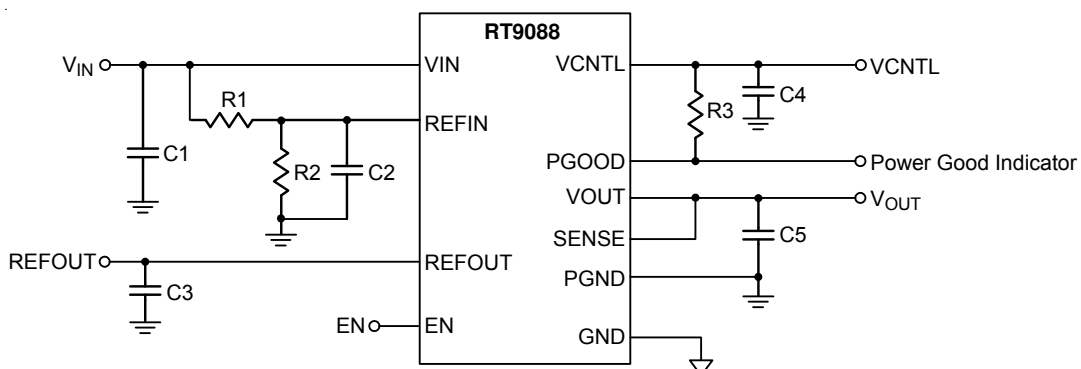 RT9088
VIN
VIN
VCNTL
VCNTL
R1
R3
C4
REFIN
C1
R2
C2
PGOOD
Power Good Indicator
VOUT
VOUT
SENSE
C5
REFOUT
REFOUT
PGND
C3
EN
EN
GND